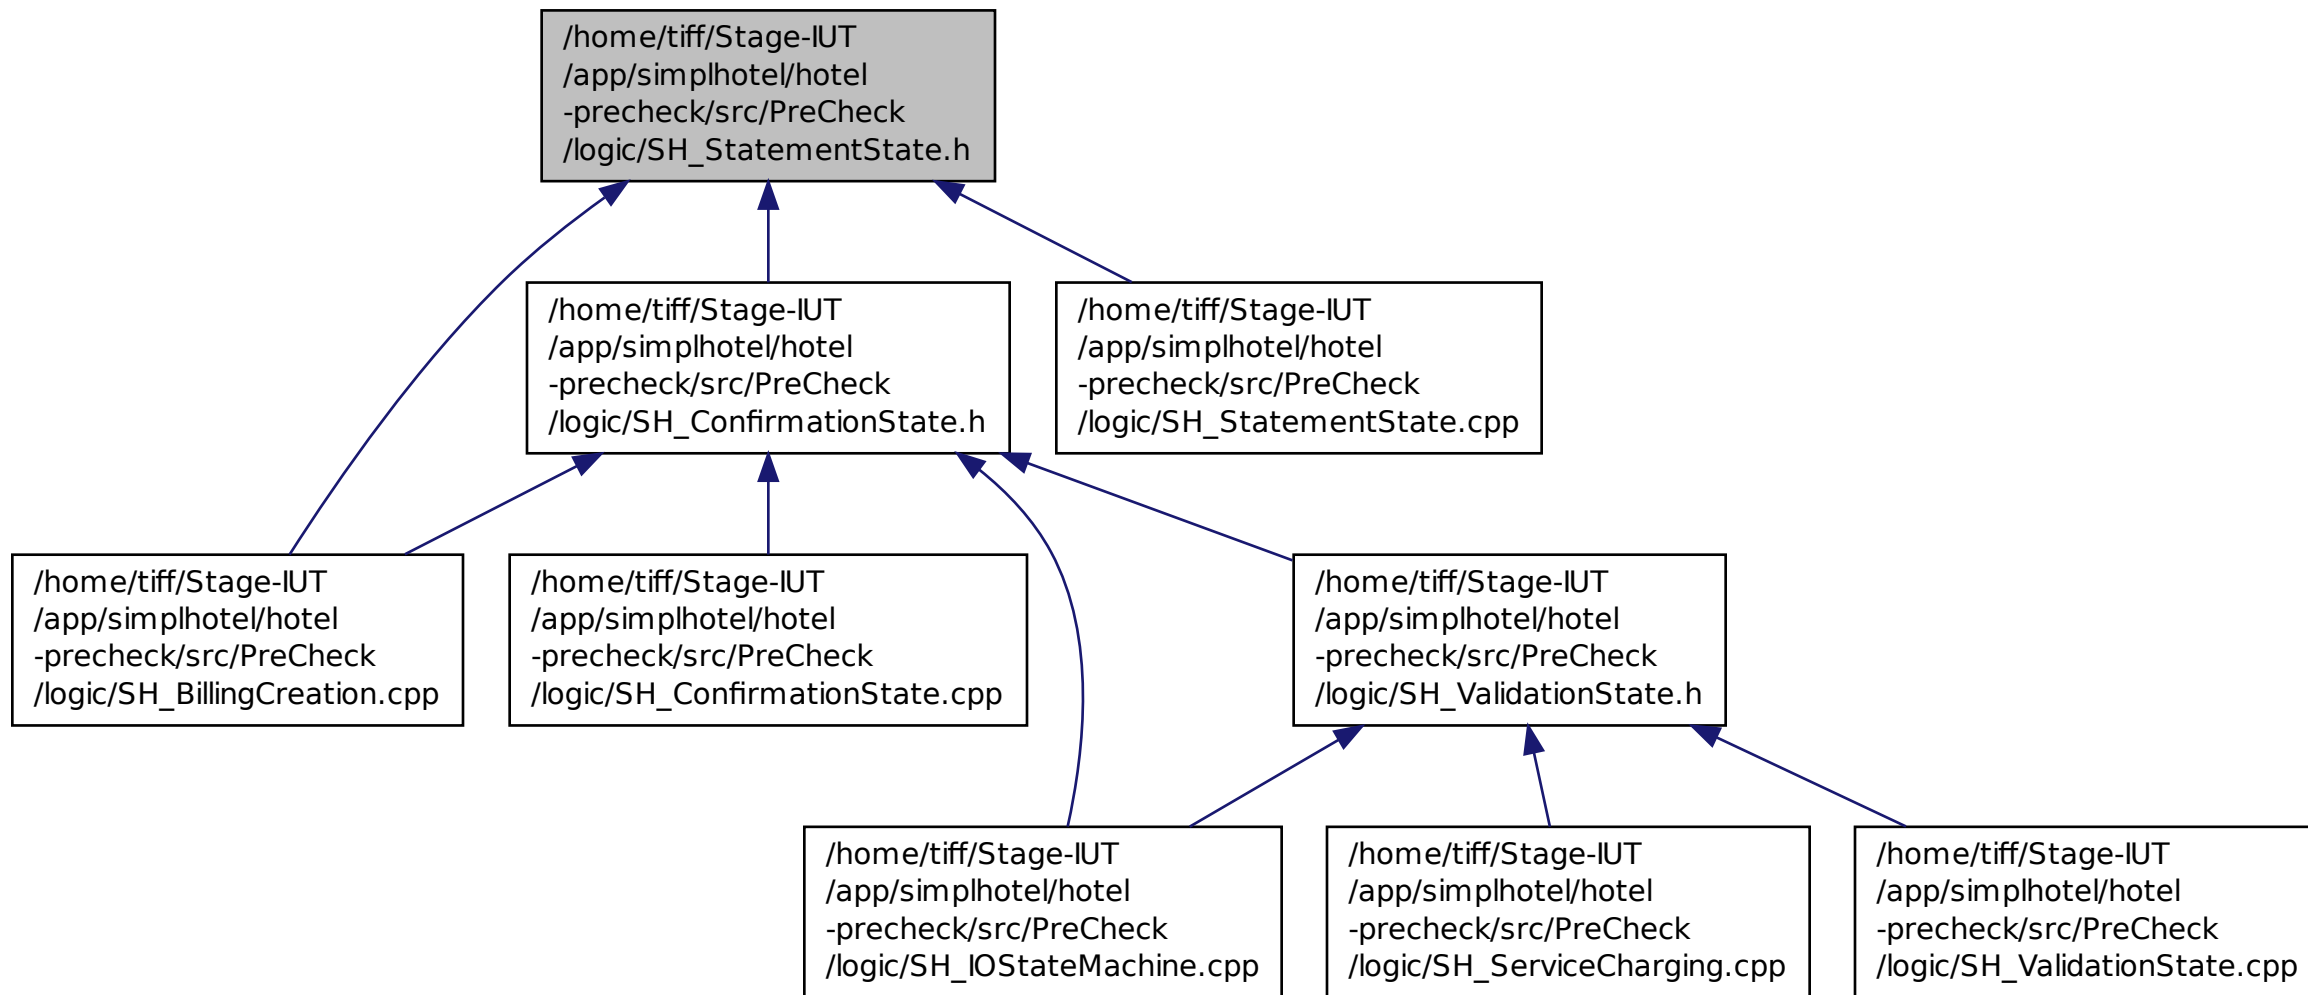 /home/tiff/Stage-IUT
/app/simplhotel/hotel
-precheck/src/PreCheck
/logic/SH_StatementState.h
/home/tiff/Stage-IUT
/app/simplhotel/hotel
-precheck/src/PreCheck
/logic/SH_ConfirmationState.h
/home/tiff/Stage-IUT
/app/simplhotel/hotel
-precheck/src/PreCheck
/logic/SH_StatementState.cpp
/home/tiff/Stage-IUT
/app/simplhotel/hotel
-precheck/src/PreCheck
/logic/SH_BillingCreation.cpp
/home/tiff/Stage-IUT
/app/simplhotel/hotel
-precheck/src/PreCheck
/logic/SH_ConfirmationState.cpp
/home/tiff/Stage-IUT
/app/simplhotel/hotel
-precheck/src/PreCheck
/logic/SH_ValidationState.h
/home/tiff/Stage-IUT
/app/simplhotel/hotel
-precheck/src/PreCheck
/logic/SH_IOStateMachine.cpp
/home/tiff/Stage-IUT
/app/simplhotel/hotel
-precheck/src/PreCheck
/logic/SH_ServiceCharging.cpp
/home/tiff/Stage-IUT
/app/simplhotel/hotel
-precheck/src/PreCheck
/logic/SH_ValidationState.cpp